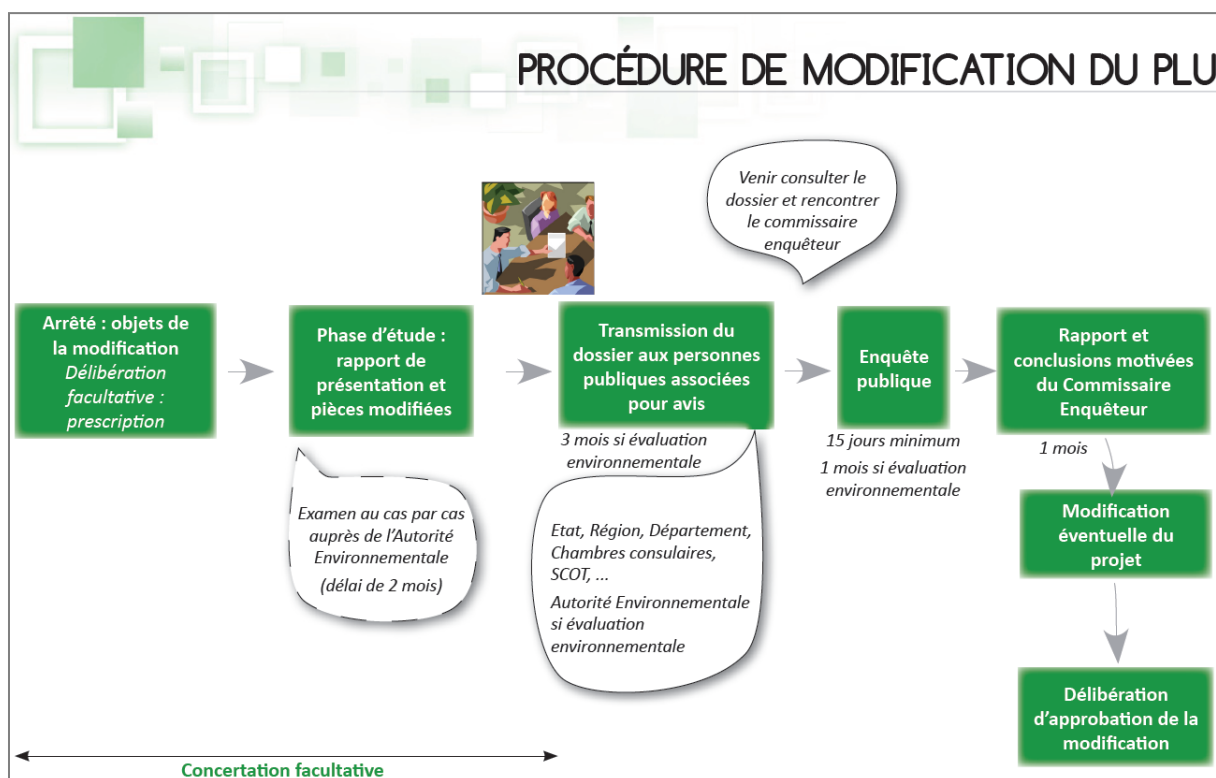 PROCÉDURE DE MODIFICATION DU PLU
Venir consulter le
dossier et rencontrer
le commissaire
enquêteur
Arrêté : objets de
la modification
Délibération
facultative :
prescription
Phase d'étude :
rapport de
présentation et
pièces modifiées
Transmission du
dossier aux personnes
publiques associées
pour avis
Enquête
publique
Rapport et
conclusions motivées
du Commissaire
Enquêteur
3 mois si évaluation
environnementale
15 jours minimum
1 mois si évaluation
environnementale
1 mois
Examen au cas par cas
auprès de l'Autorité
Environnementale
(délai de 2 mois)
Etat, Région, Département,
Chambres consulaires,
SCOT, ...
Autorité Environnementale
si évaluation
environnementale
Modification
éventuelle du
projet
Délibération
d'approbation de la
modification
Concertation facultative